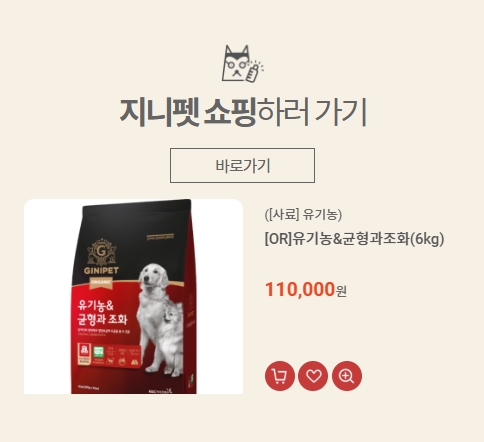 지니펫 쇼핑하러 가기
바로가기
([사료] 유기농)
[OR]유기농&균형과조화(6kg)
110,000원
G
GINIPET
ORGANIC
유기농&
균형과 조화